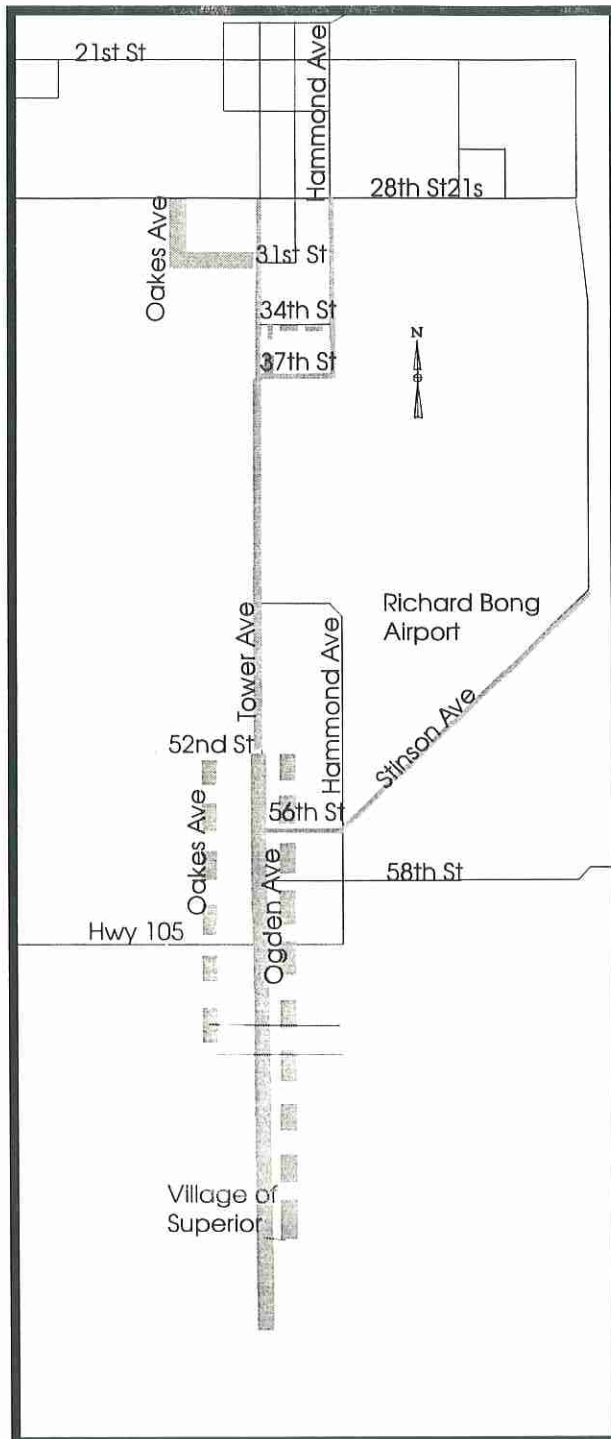 21st St
Hammond Ave
28th St21s
Oakes Ave
31st St
34th St
N
37th St
Richard Bong
Airport
Tower Ave
Hammond Ave
Stinson Ave
52nd St
56th St
Oakes Ave
58th St
Ogden Ave
Hwy 105
Village of
Superior